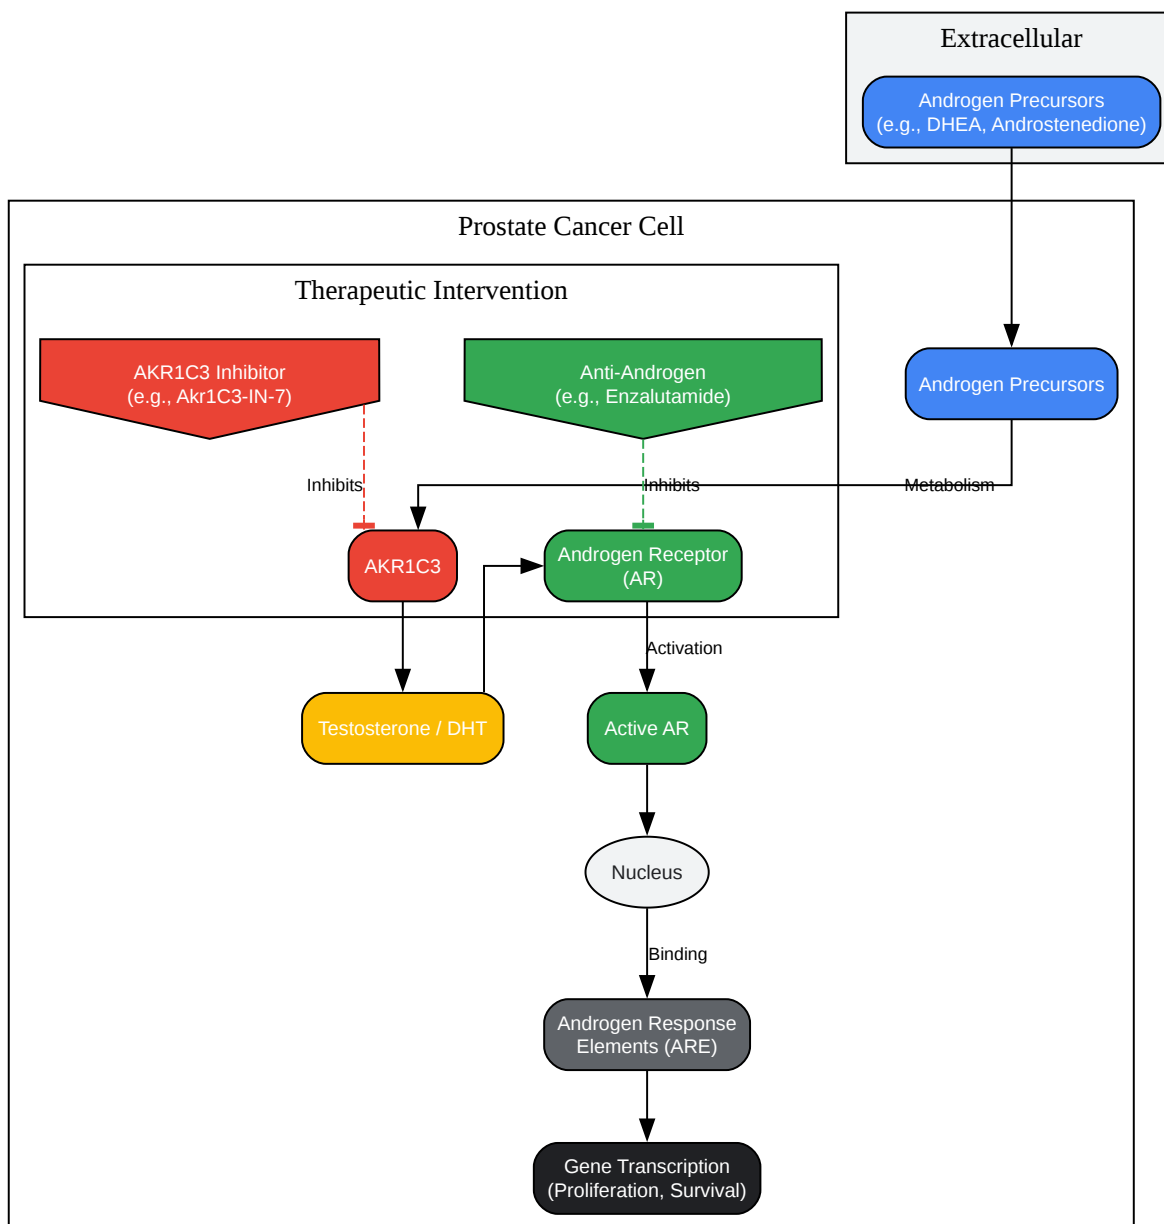 Extracellular
Androgen Precursors
(e.g., DHEA, Androstenedione)
Prostate Cancer Cell
Therapeutic Intervention
AKR1C3 Inhibitor
(e.g., Akr1C3-IN-7)
Anti-Androgen
(e.g., Enzalutamide)
Androgen Precursors
Inhibits
Inhibits
Metabolism
AKR1C3
Androgen Receptor
(AR)
Activation
Testosterone / DHT
Active AR
Nucleus
Binding
Androgen Response
Elements (ARE)
Gene Transcription
(Proliferation, Survival)